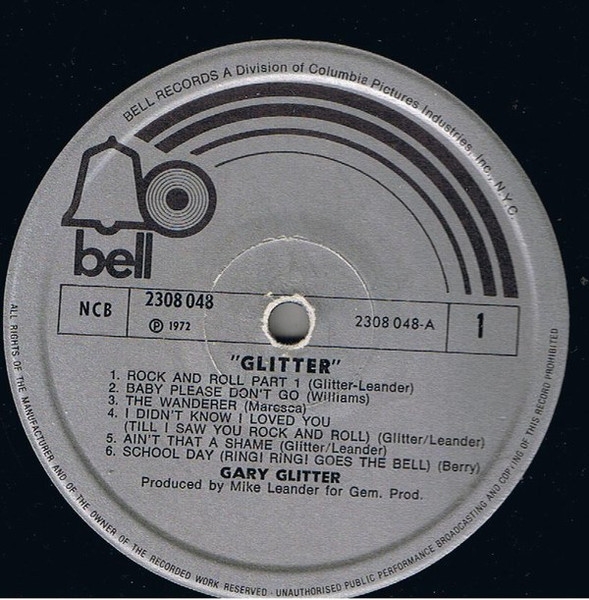 BELL RECORDS A Division of Columbia Pictures Industries, Inc., N.Y.C.
bell
NCB
2308 048
℗ 1972
2308 048-A
1
"GLITTER"
1. ROCK AND ROLL PART 1 (Glitter-Leander)
2. BABY PLEASE DON'T GO (Williams)
3. THE WANDERER (Maresca)
4. I DIDN'T KNOW I LOVED YOU
(TILL I SAW YOU ROCK AND ROLL) (Glitter/Leander)
5. AIN'T THAT A SHAME (Glitter/Leander)
6. SCHOOL DAY (RING! RING! GOES THE BELL) (Berry)
GARY GLITTER
Produced by Mike Leander for Gem. Prod.
ALL RIGHTS OF THE MANUFACTURER AND OF THE OWNER OF THE RECORDED WORK RESERVED - UNAUTHORISED PUBLIC PERFORMANCE BROADCASTING AND COPYING OF THIS RECORD PROHIBITED